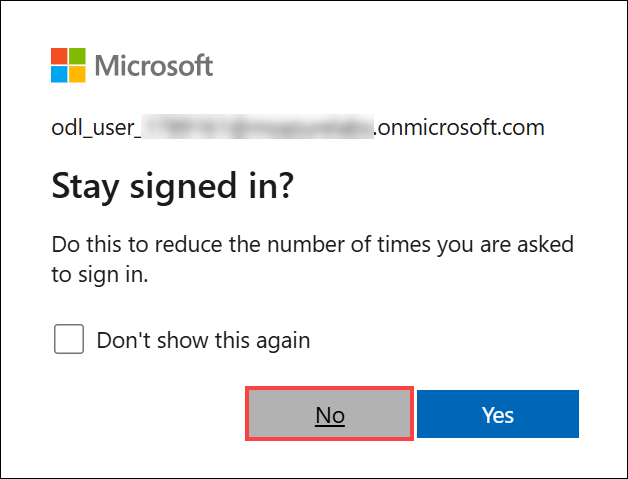 Microsoft
odl_user_ .onmicrosoft.com
Stay signed in?
Do this to reduce the number of times you are asked
to sign in.
Don't show this again
No
Yes